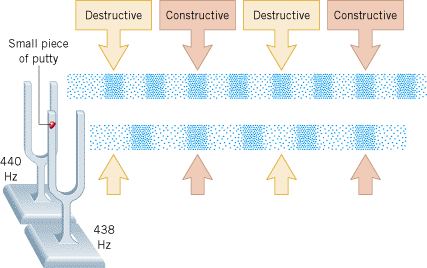 Destructive
Constructive
Destructive
Constructive
Small piece
of putty
440
Hz
438
Hz